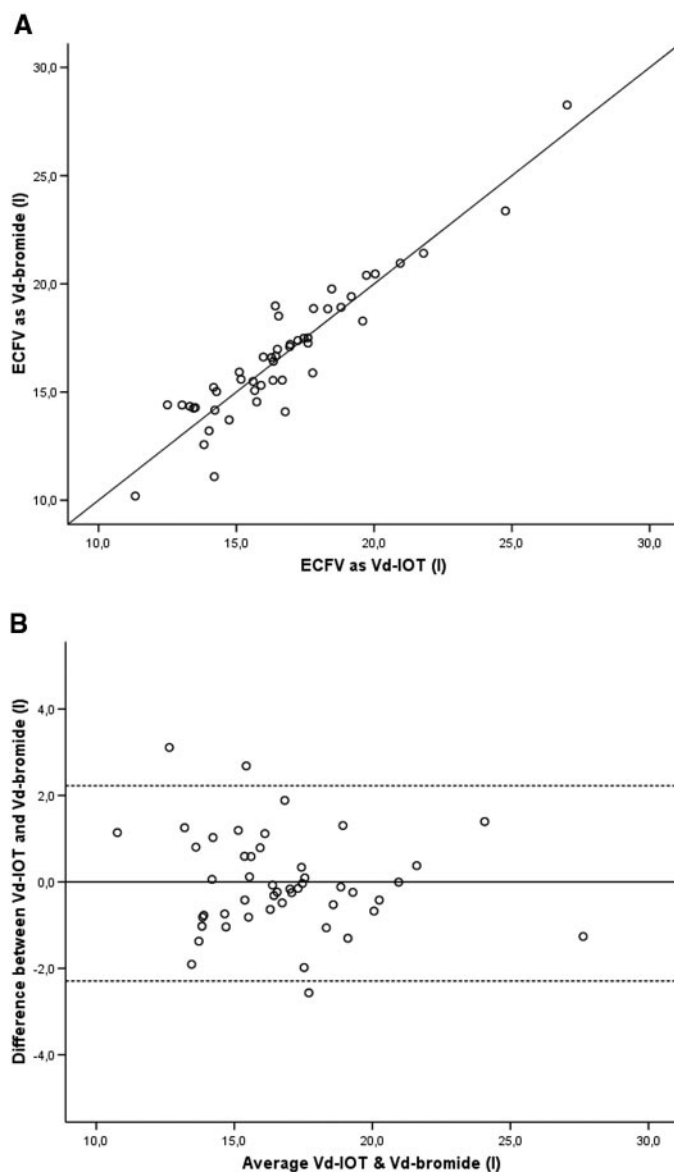 A
30,0
25,0
20,0
15,0
10,0
ECFV as Vd-bromide (l)
10,0 15,0 20,0 25,0 30,0
ECFV as Vd-IOT (l)
B
4,0
2,0
0,0
-2,0
-4,0
Difference between Vd-IOT and Vd-bromide (l)
10,0 15,0 20,0 25,0 30,0
Average Vd-IOT & Vd-bromide (l)